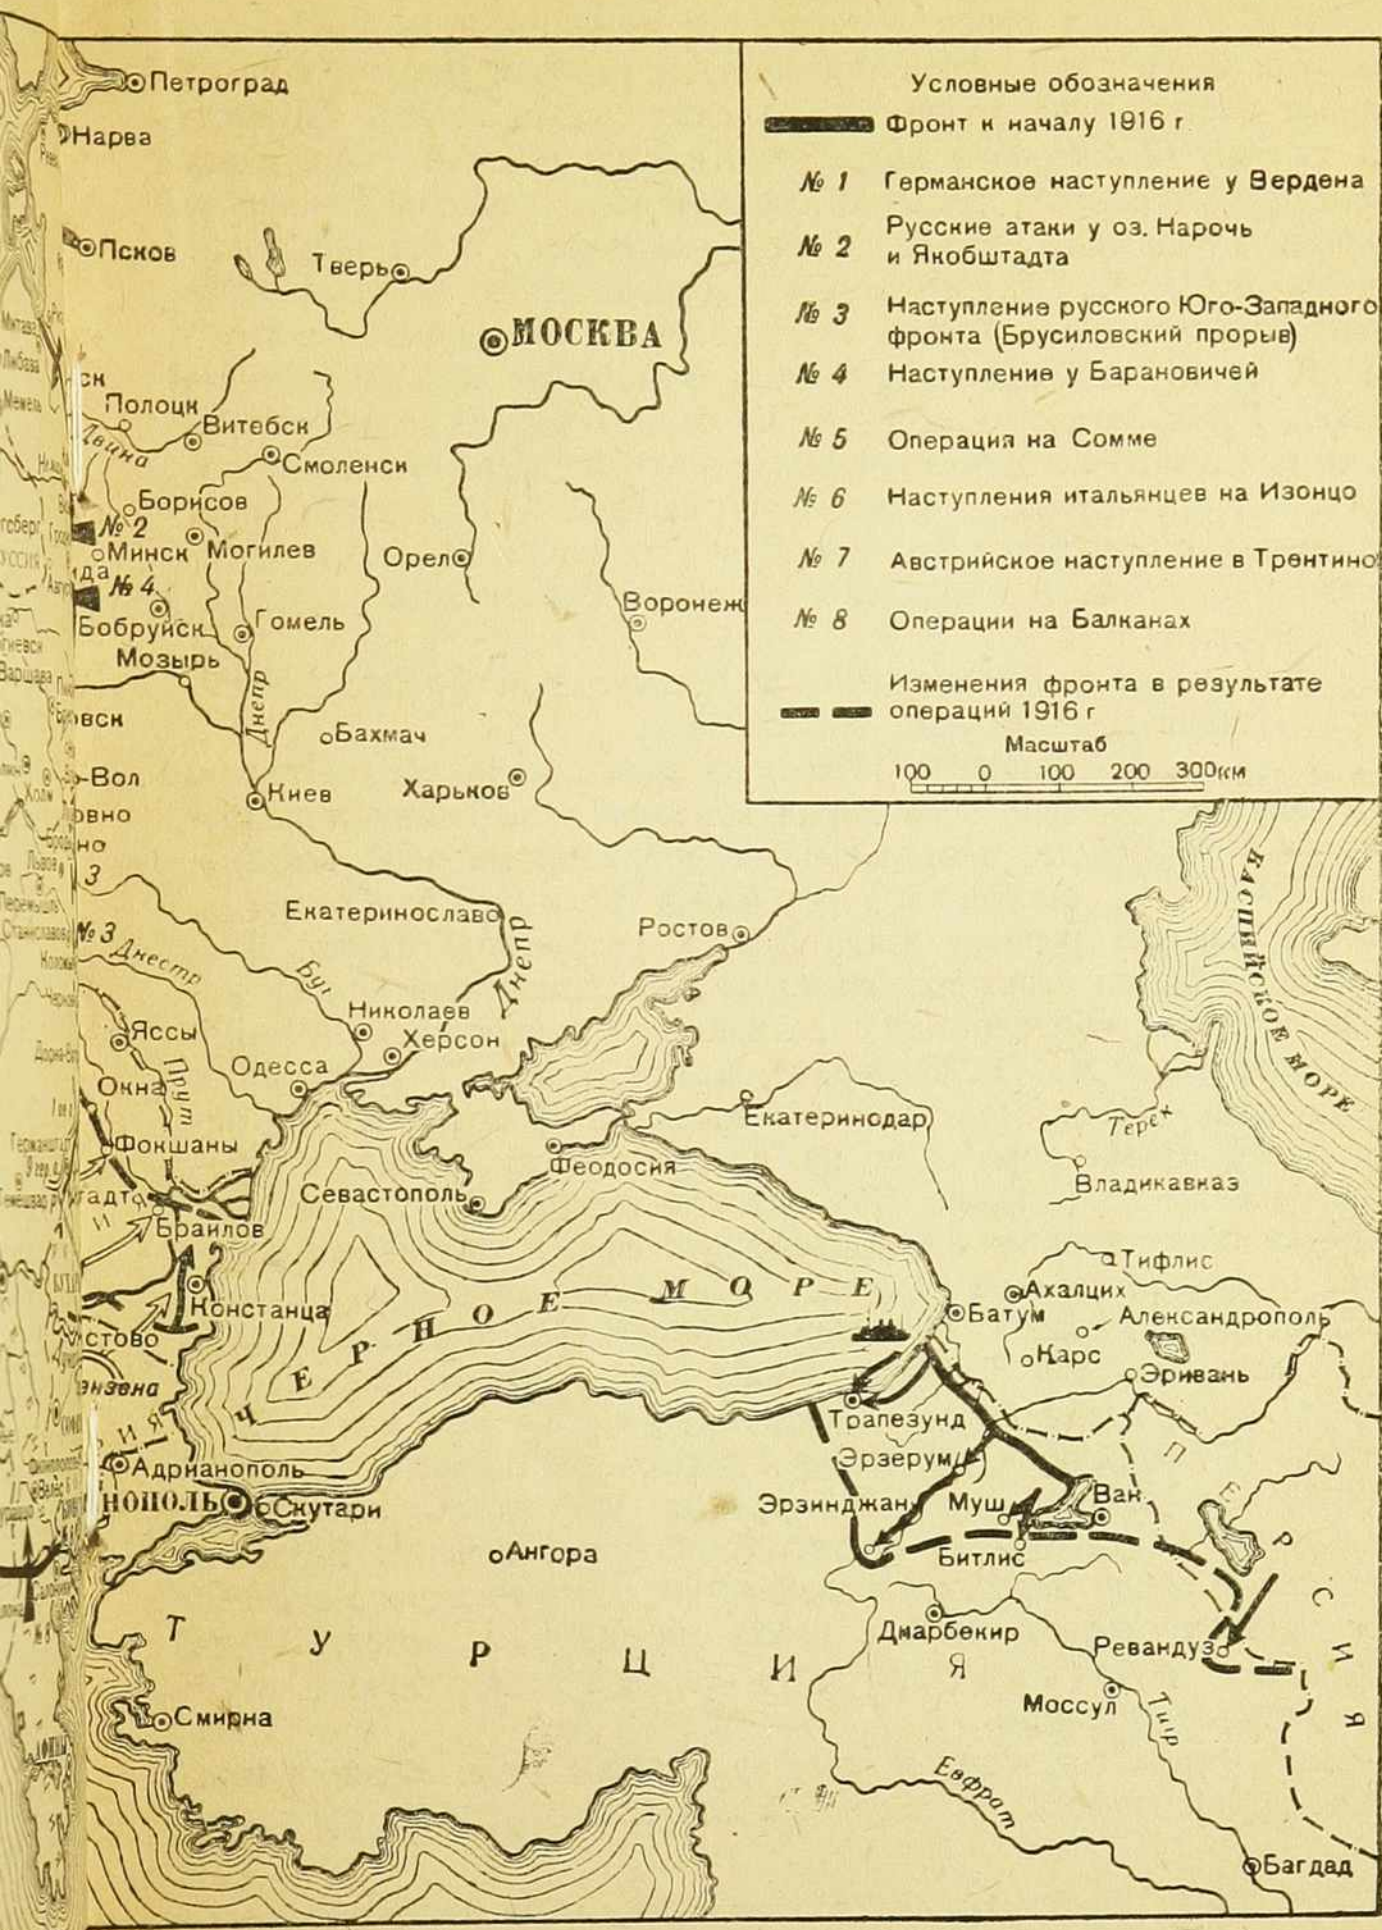 Условные обозначения
Фронт к началу 1916 г
№ 1 Германское наступление у Вердена
№ 2 Русские атаки у оз. Нарочь
и Якобштадта
№ 3 Наступление русского Юго-Западного
фронта (Брусиловский прорыв)
№ 4 Наступление у Барановичей
№ 5 Операция на Сомме
№ 6 Наступления итальянцев на Изонцо
№ 7 Австрийское наступление в Трентино
№ 8 Операции на Балканах
Изменения фронта в результате
операций 1916 г
Масштаб
100 0 100 200 300км
Петроград
Нарва
Псков
Тверь
МОСКВА
Полоцк
Витебск
Двина
Смоленск
Борисов
№ 2
Минск
Могилев
Орел
№ 4
Бобруйск
Гомель
Воронеж
Мозырь
Днепр
Бахмач
Киев
Харьков
-Вол
3
Екатеринослав
Ростов
№ 3
Днестр
Буг
Днепр
КАСПИЙСКОЕ МОРЕ
Николаев
Херсон
Яссы
Одесса
Прут
Окна
Фокшаны
Екатеринодар
Терек
Феодосия
Владикавказ
Севастополь
Браилов
Констанца
ЧЕРНОЕ МОРЕ
Тифлис
Ахалцих
Батум
Александрополь
Карс
Эривань
Трапезунд
Эрзерум
Эрзинджан
Муш
Ван
Битлис
Адрианополь
НОПОЛЬ
Скутари
Ангора
ПЕРСИЯ
ТУРЦИЯ
Диарбекир
Ревандуз
Моссул
Тигр
Смирна
Евфрат
Багдад